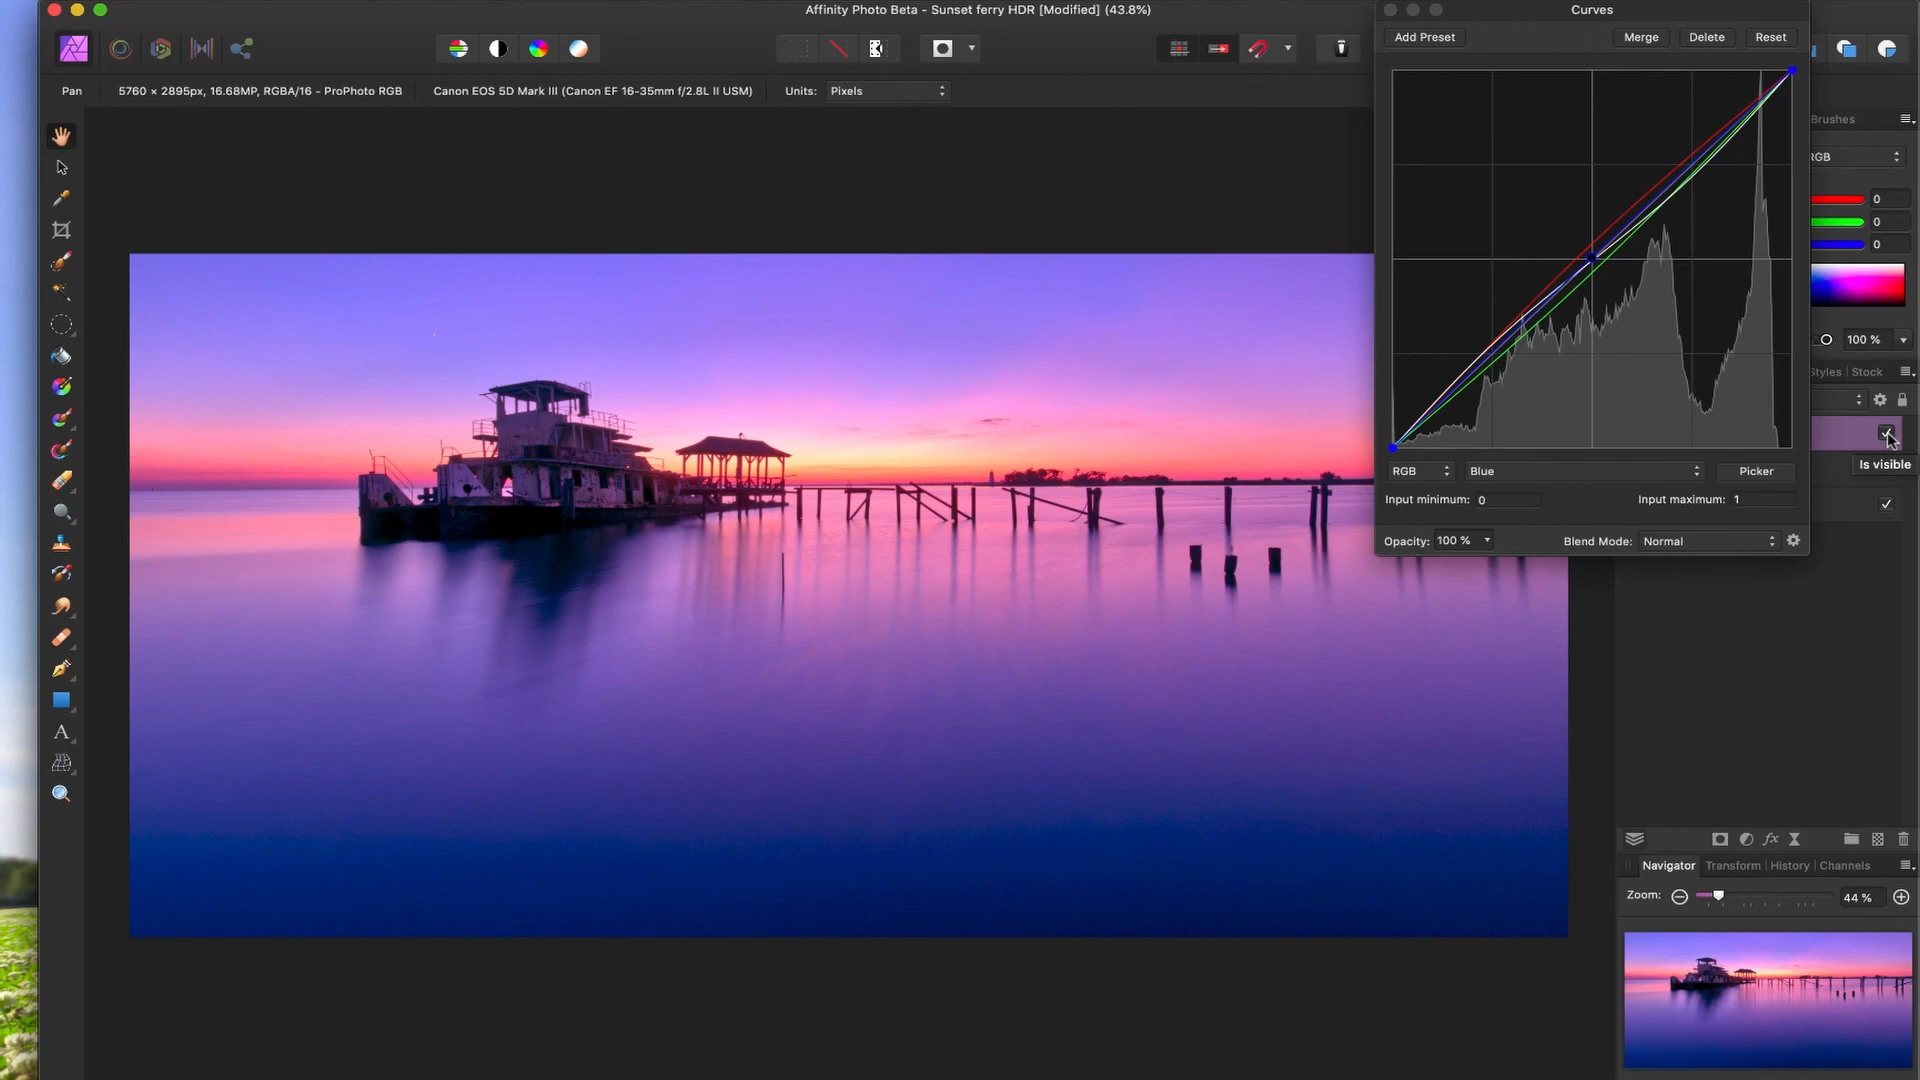 Affinity Photo Beta - Sunset ferry HDR [Modified] (43.8%)
Curves
Add Preset
Merge
Delete
Reset
Pan
5760 × 2895px, 16.68MP, RGBA/16 - ProPhoto RGB
Canon EOS 5D Mark III (Canon EF 16-35mm f/2.8L II USM)
Units:
Pixels
Brushes
RGB
0
0
0
100 %
Styles
Stock
RGB
Blue
Picker
Is visible
Input minimum: 0
Input maximum: 1
Opacity: 100 %
Blend Mode: Normal
A
fx
Navigator
Transform
History
Channels
Zoom:
44 %